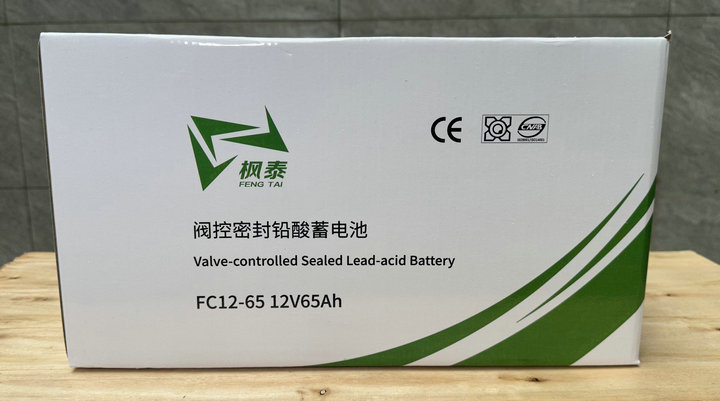 枫泰
FENG TAI
CE
CNAS
阀控密封铅酸蓄电池
Valve-controlled Sealed Lead-acid Battery
FC12-65 12V65Ah